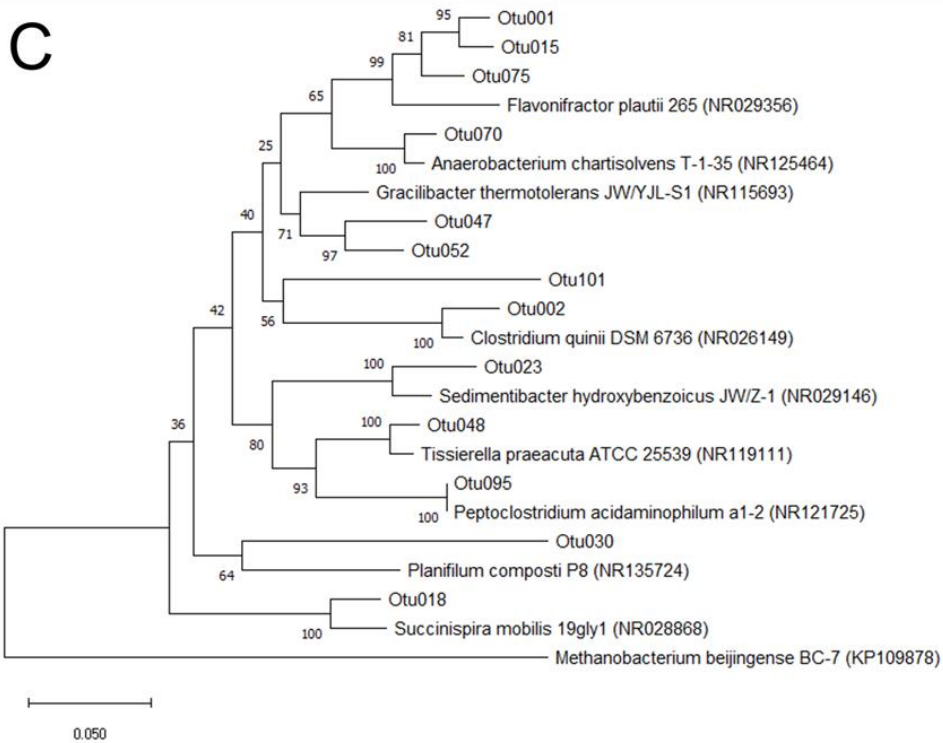 C
95
Otu001
81
Otu015
99
Otu075
65
Flavonifractor plautii 265 (NR029356)
25
Otu070
100
Anaerobacterium chartisolvens T-1-35 (NR125464)
Gracilibacter thermotolerans JW/YJL-S1 (NR115693)
40
71
Otu047
97
Otu052
Otu101
42
56
Otu002
100
Clostridium quinii DSM 6736 (NR026149)
100
Otu023
Sedimentibacter hydroxybenzoicus JW/Z-1 (NR029146)
36
80
100
Otu048
Tissierella praeacuta ATCC 25539 (NR119111)
93
Otu095
100
Peptoclostridium acidaminophilum a1-2 (NR121725)
Otu030
64
Planifilum composti P8 (NR135724)
Otu018
100
Succinispira mobilis 19gly1 (NR028868)
Methanobacterium beijingense BC-7 (KP109878)
0.050